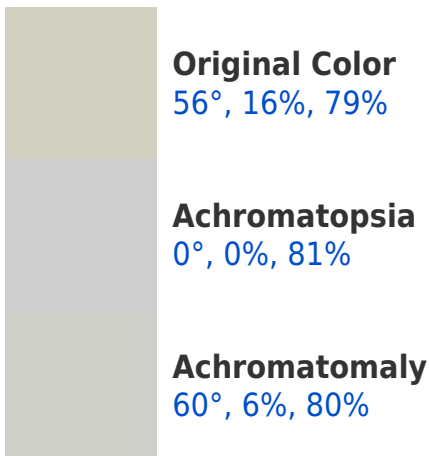 Original Color
56°, 16%, 79%
Achromatopsia
0°, 0%, 81%
Achromatomaly
60°, 6%, 80%